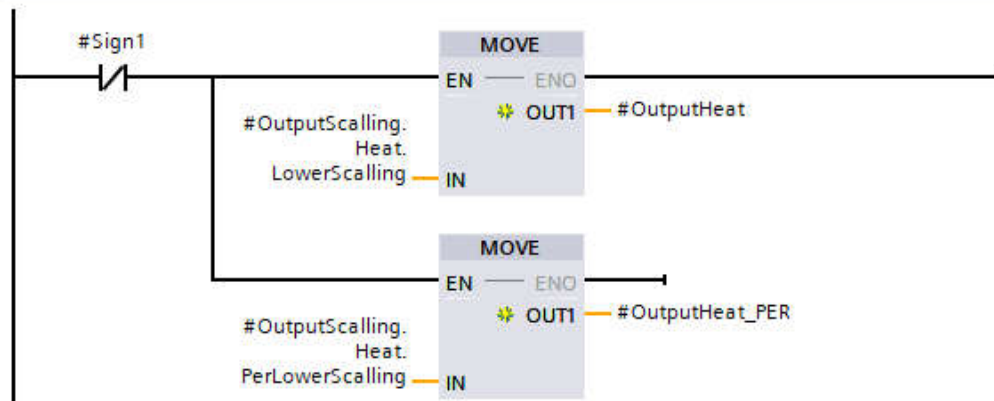 #Sign1
MOVE
EN
ENO
OUT1
#OutputHeat
#OutputScalling.
Heat.
LowerScalling
IN
MOVE
EN
ENO
OUT1
#OutputHeat_PER
#OutputScalling.
Heat.
PerLowerScalling
IN